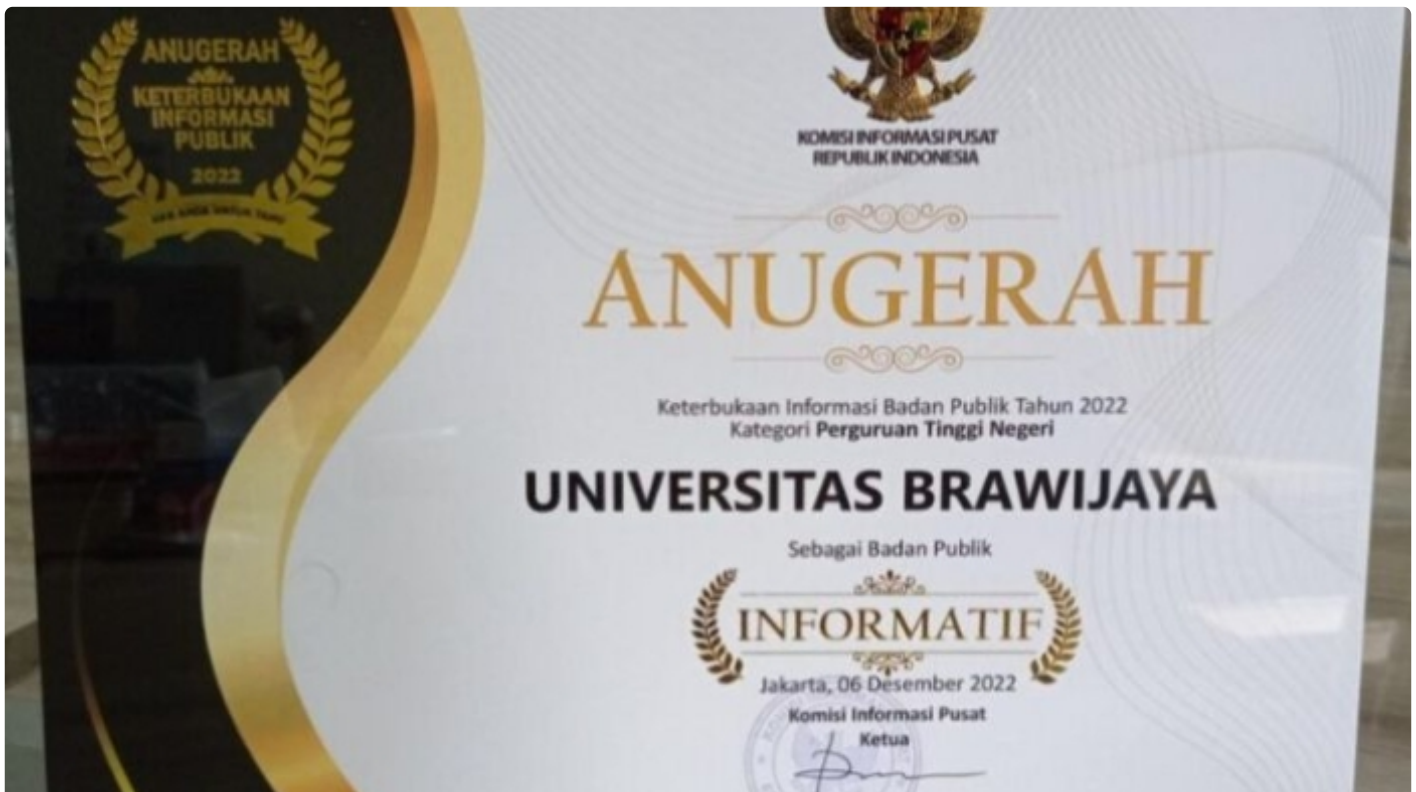 ANUGERAH
KETERBUKAAN
INFORMASI
PUBLIK
2022
KOMISI INFORMASI PUSAT
REPUBLIK INDONESIA
ANUGERAH
Keterbukaan Informasi Badan Publik Tahun 2022
Kategori Perguruan Tinggi Negeri
UNIVERSITAS BRAWIJAYA
Sebagai Badan Publik
INFORMATIF
Jakarta, 06 Desember 2022
Komisi Informasi Pusat
Ketua